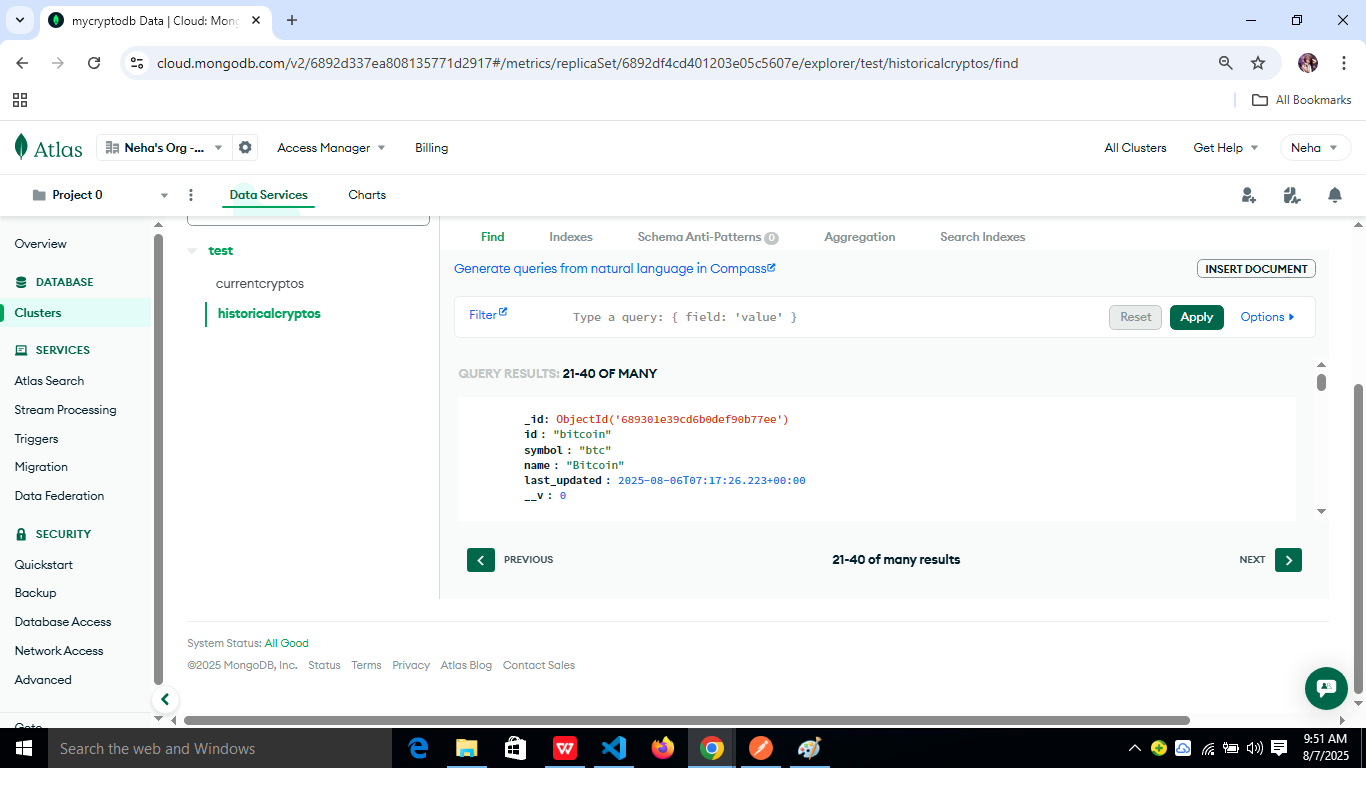 mycryptodb Data | Cloud: Mong
cloud.mongodb.com/v2/6892d337ea808135771d2917#/metrics/replicaSet/6892df4cd401203e05c5607e/explorer/test/historicalcryptos/find
All Bookmarks
Atlas
Neha's Org -...
Access Manager
Billing
All Clusters
Get Help
Neha
Project 0
Data Services
Charts
Overview
DATABASE
Clusters
SERVICES
Atlas Search
Stream Processing
Triggers
Migration
Data Federation
SECURITY
Quickstart
Backup
Database Access
Network Access
Advanced
Goto
test
currentcryptos
historicalcryptos
Find
Indexes
Schema Anti-Patterns 0
Aggregation
Search Indexes
Generate queries from natural language in Compass
INSERT DOCUMENT
Filter
Type a query: { field: 'value' }
Reset
Apply
Options
QUERY RESULTS: 21-40 OF MANY
_id: ObjectId('689301e39cd6b0def90b77ee')
id : "bitcoin"
symbol : "btc"
name : "Bitcoin"
last_updated : 2025-08-06T07:17:26.223+00:00
__v : 0
PREVIOUS
21-40 of many results
NEXT
System Status: All Good
©2025 MongoDB, Inc.
Status
Terms
Privacy
Atlas Blog
Contact Sales
Search the web and Windows
9:51 AM
8/7/2025